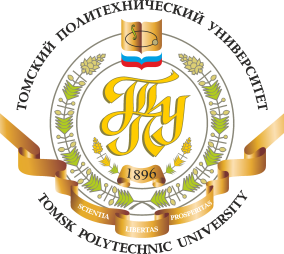 ТОМСКИЙ ПОЛИТЕХНИЧЕСКИЙ УНИВЕРСИТЕТ
ТПУ
1896
SCIENTIA
LIBERTAS
PROSPERITAS
TOMSK POLYTECHNIC UNIVERSITY